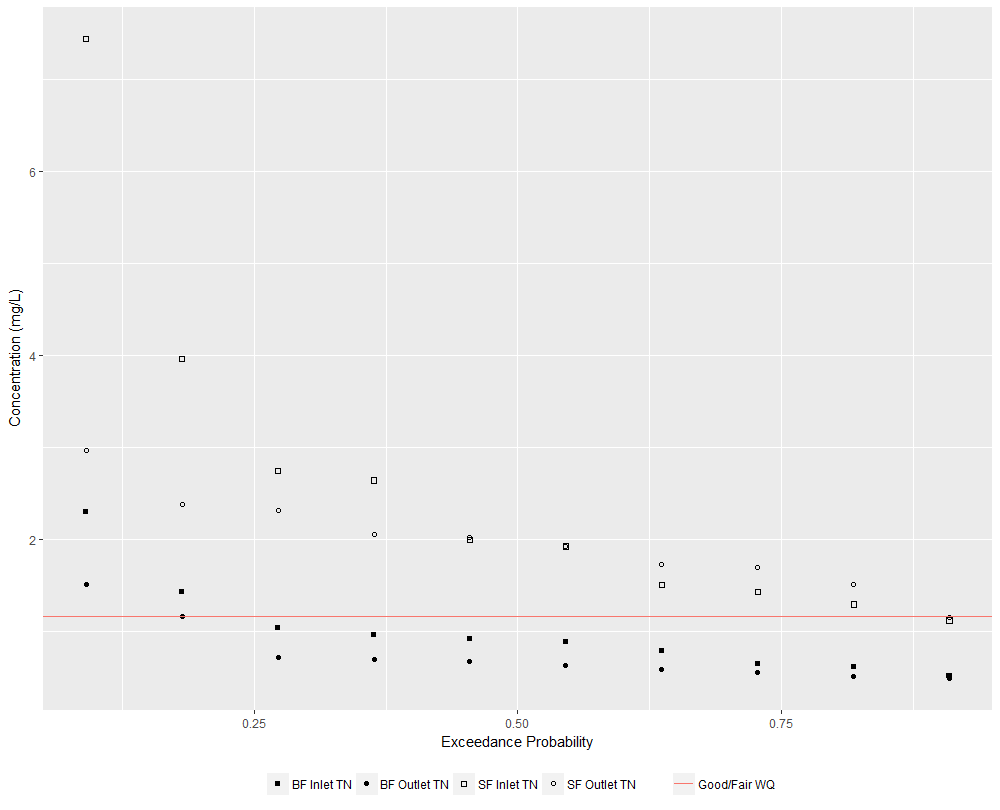 Concentration (mg/L)
6
4
2
0.25 0.50 0.75
Exceedance Probability
BF Inlet TN BF Outlet TN SF Inlet TN SF Outlet TN Good/Fair WQ